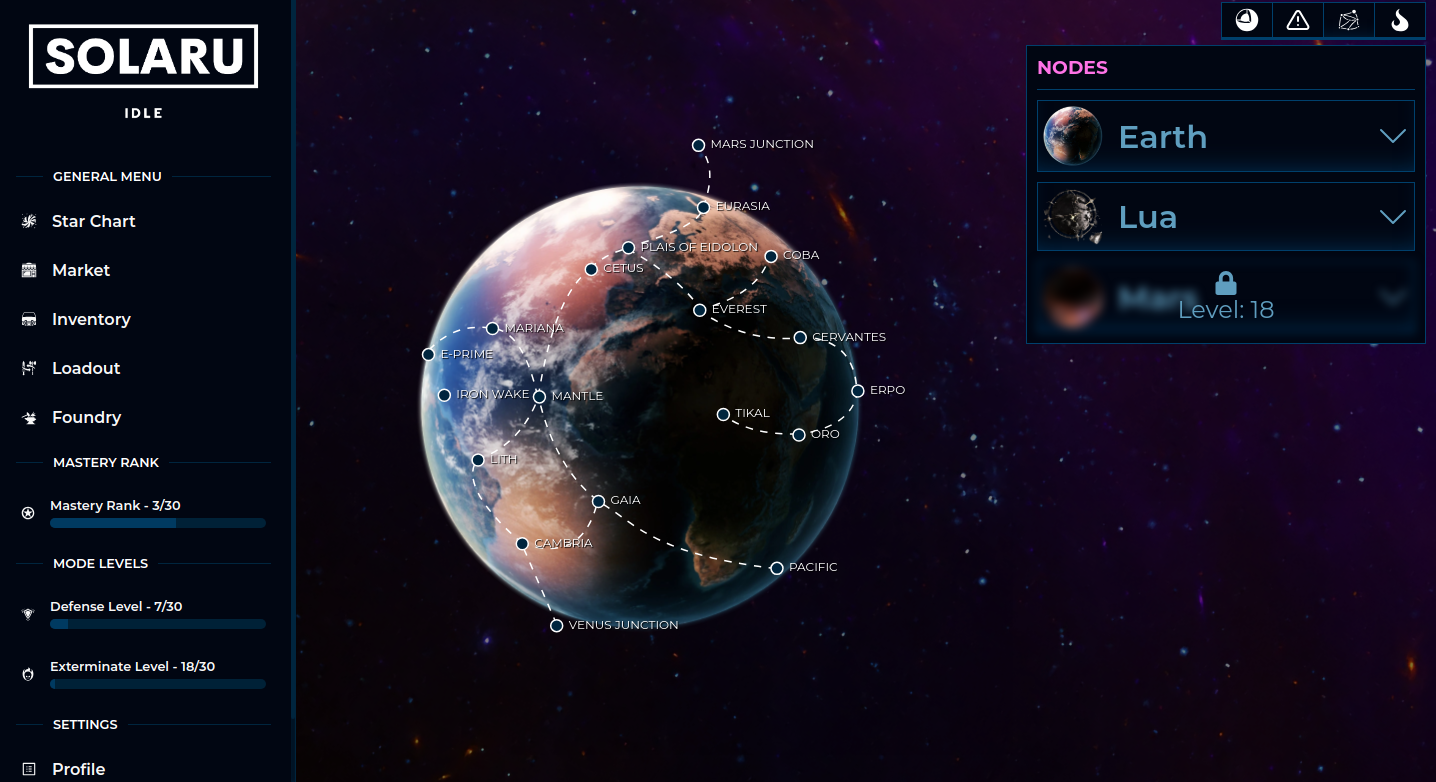 SOLARU
IDLE
GENERAL MENU
Star Chart
Market
Inventory
Loadout
Foundry
MASTERY RANK
Mastery Rank - 3/30
MODE LEVELS
Defense Level - 7/30
Exterminate Level - 18/30
SETTINGS
Profile
MARS JUNCTION
EURASIA
PLAIS OF EIDOLON
COBA
CETUS
EVEREST
MARIANA
CERVANTES
E-PRIME
ERPO
IRON WAKE
MANTLE
TIKAL
ORO
LITH
GAIA
CAMBRIA
PACIFIC
VENUS JUNCTION
NODES
Earth
Lua
Mars
Level: 18